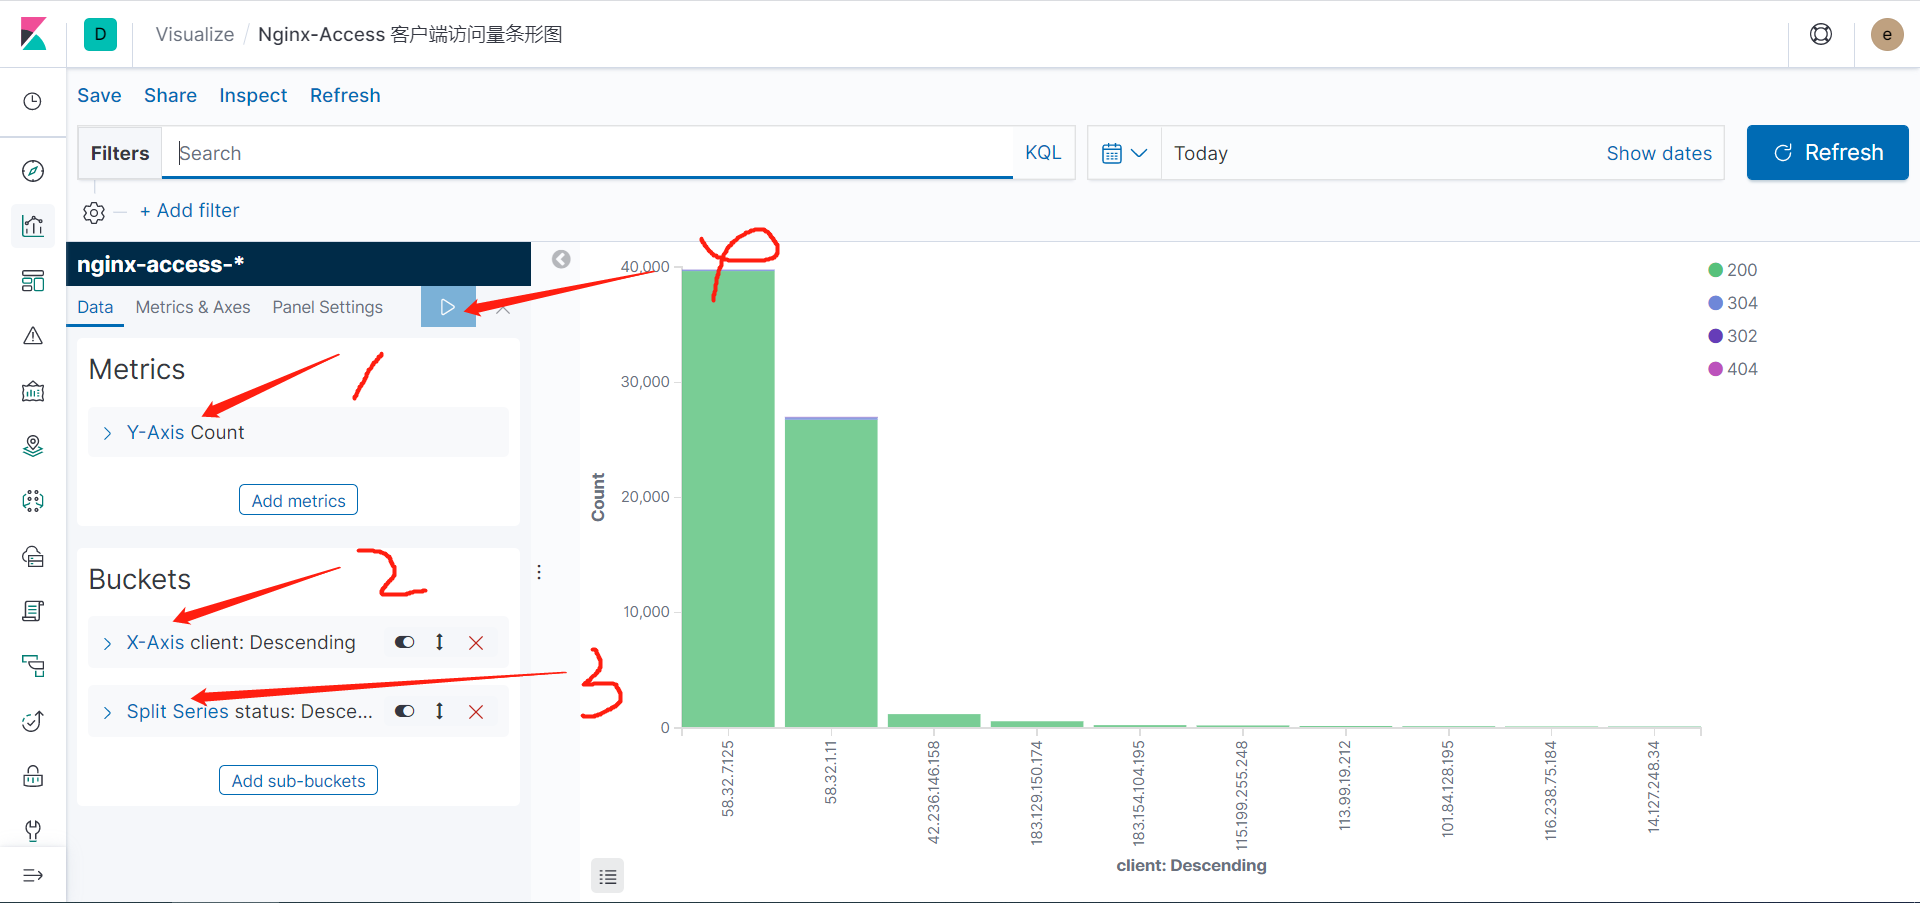 D
Visualize / Nginx-Access 客户端访问量条形图
e
Save Share Inspect Refresh
Filters Search KQL Today Show dates Refresh
+ Add filter
nginx-access-*
Data Metrics & Axes Panel Settings
Metrics
1
Y-Axis Count
Add metrics
Buckets
2
X-Axis client: Descending
3
Split Series status: Desce...
Add sub-buckets
40,000
30,000
20,000
10,000
0
Count
58.32.7.125
58.32.1.11
42.236.146.158
183.129.150.174
183.154.104.195
115.199.255.248
113.99.19.212
101.84.128.195
116.238.75.184
14.127.248.34
client: Descending
200
304
302
404